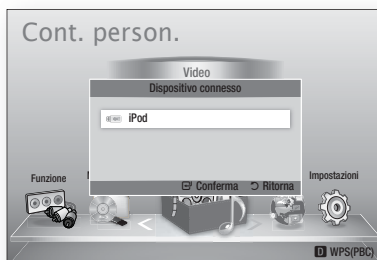 Cont. person.
Video
Dispositivo connesso
iPod
Funzione
Impostazioni
Conferma Ritorna
D WPS(PBC)